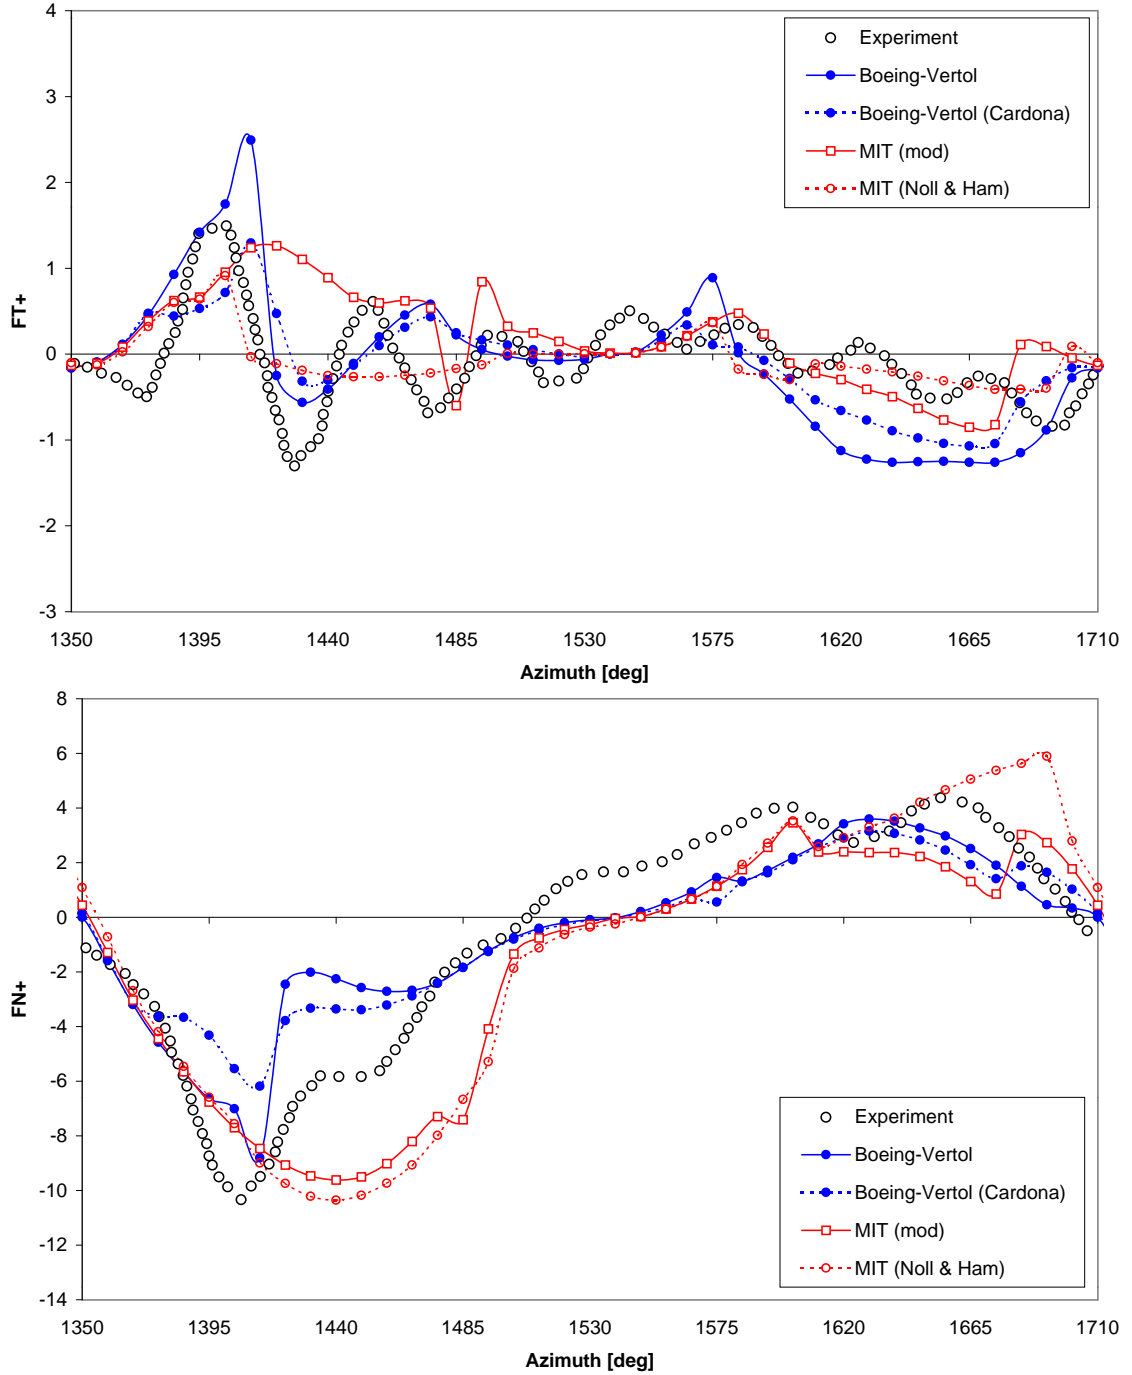 4
3
2
1
0
-1
-2
-3
FT+
Experiment
Boeing-Vertol
Boeing-Vertol (Cardona)
MIT (mod)
MIT (Noll & Ham)
1350 1395 1440 1485 1530 1575 1620 1665 1710
Azimuth [deg]
8
6
4
2
0
-2
-4
-6
-8
-10
-12
-14
FN+
Experiment
Boeing-Vertol
Boeing-Vertol (Cardona)
MIT (mod)
MIT (Noll & Ham)
1350 1395 1440 1485 1530 1575 1620 1665 1710
Azimuth [deg]